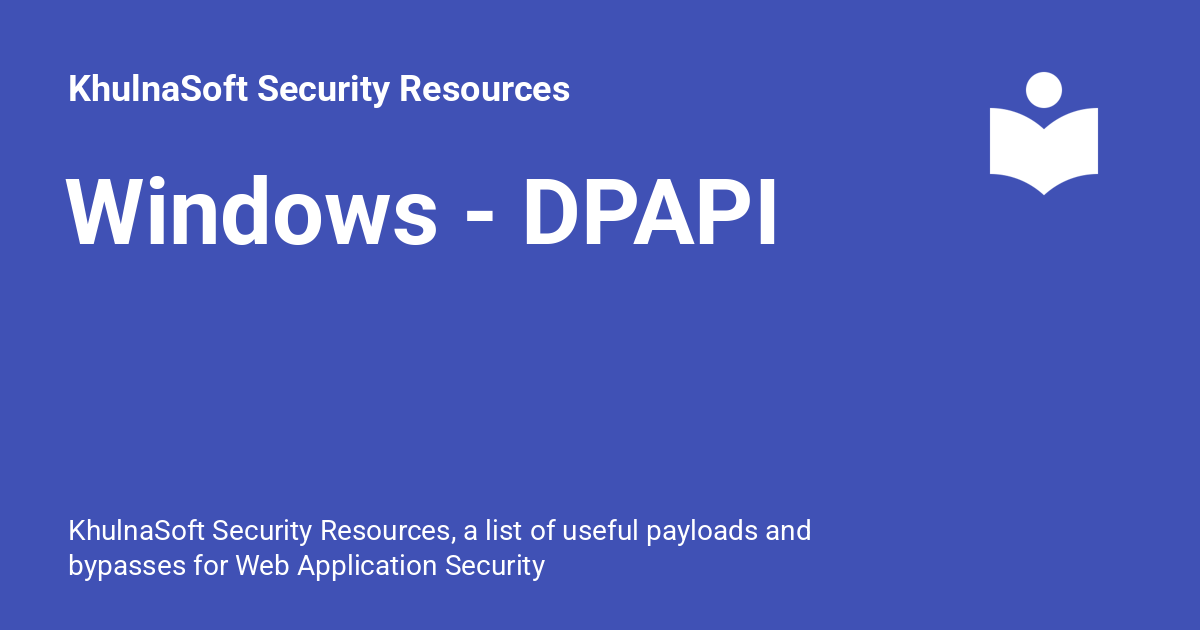 KhulnaSoft Security Resources
Windows - DPAPI
KhulnaSoft Security Resources, a list of useful payloads and
bypasses for Web Application Security